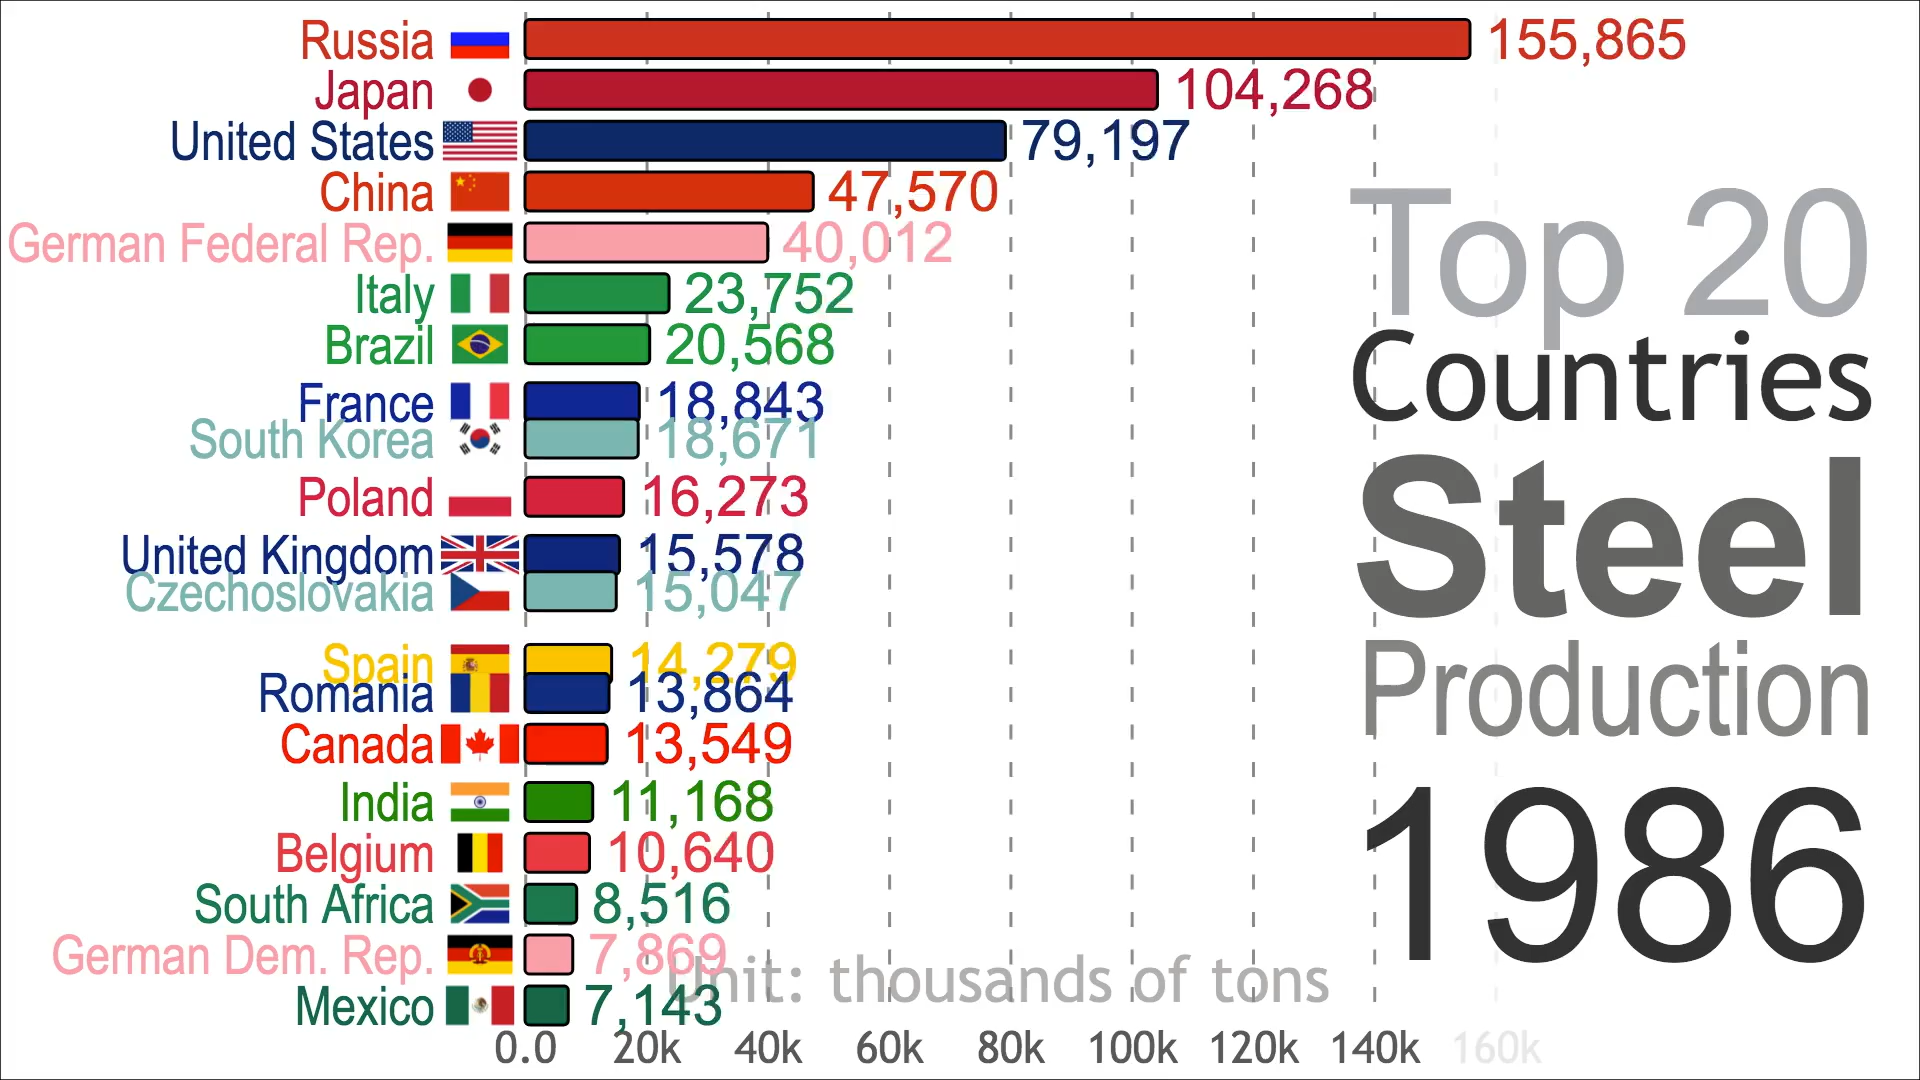 Russia 155,865
Japan 104,268
United States 79,197
China 47,570
German Federal Rep. 40,012
Italy 23,752
Brazil 20,568
France 18,843
South Korea 18,671
Poland 16,273
United Kingdom 15,578
Czechoslovakia 15,047
Spain 14,279
Romania 13,864
Canada 13,549
India 11,168
Belgium 10,640
South Africa 8,516
German Dem. Rep. 7,869
Mexico 7,143
0.0 20k 40k 60k 80k 100k 120k 140k 160k
Unit: thousands of tons
Top 20
Countries
Steel
Production
1986